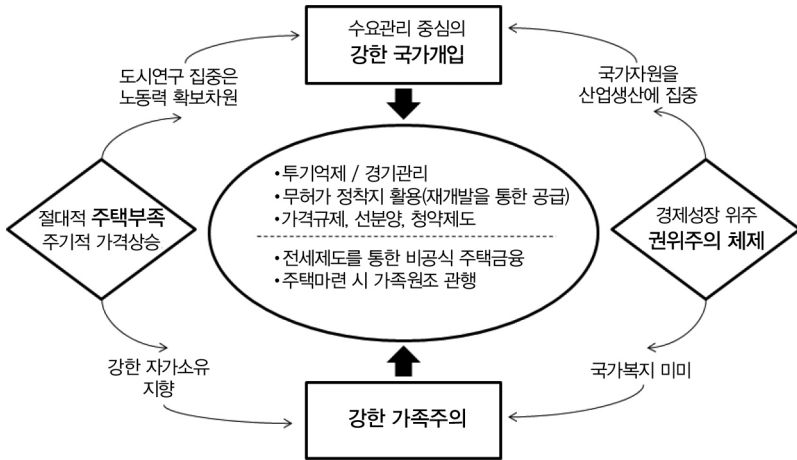 수요관리 중심의
강한 국가개입
도시연구 집중은
노동력 확보차원
국가자원을
산업생산에 집중
• 투기억제 / 경기관리
• 무허가 정착지 활용(재개발을 통한 공급)
• 가격규제, 선분양, 청약제도
절대적 주택부족
주기적 가격상승
경제성장 위주
권위주의 체제
• 전세제도를 통한 비공식 주택금융
• 주택마련 시 가족원조 관행
강한 자가소유
지향
국가복지 미미
강한 가족주의